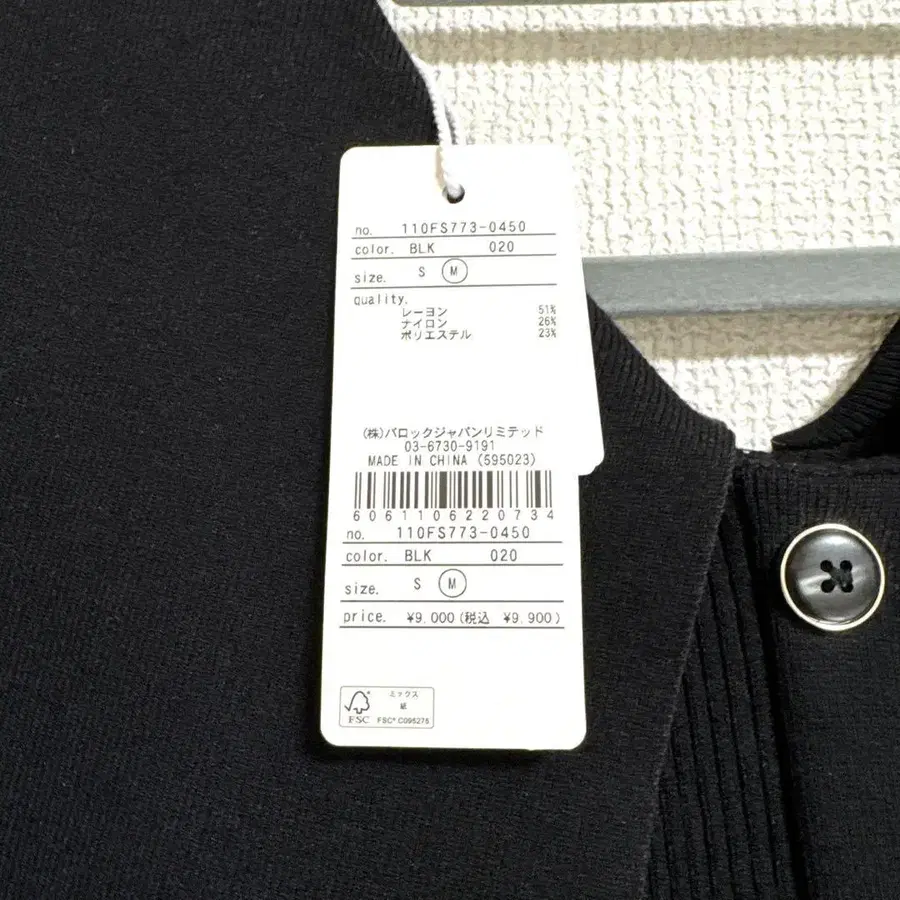 no. 110FS773-0450
color. BLK 020
size. S M
quality.
レーヨン 51%
ナイロン 26%
ポリエステル 23%
(株)バロックジャパンリミテッド
03-6730-9191
MADE IN CHINA (595023)
6061106220734
no. 110FS773-0450
color. BLK 020
size. S M
price. ¥9,000(税込 ¥9,900)
ミックス
紙
FSC FSC® C095275